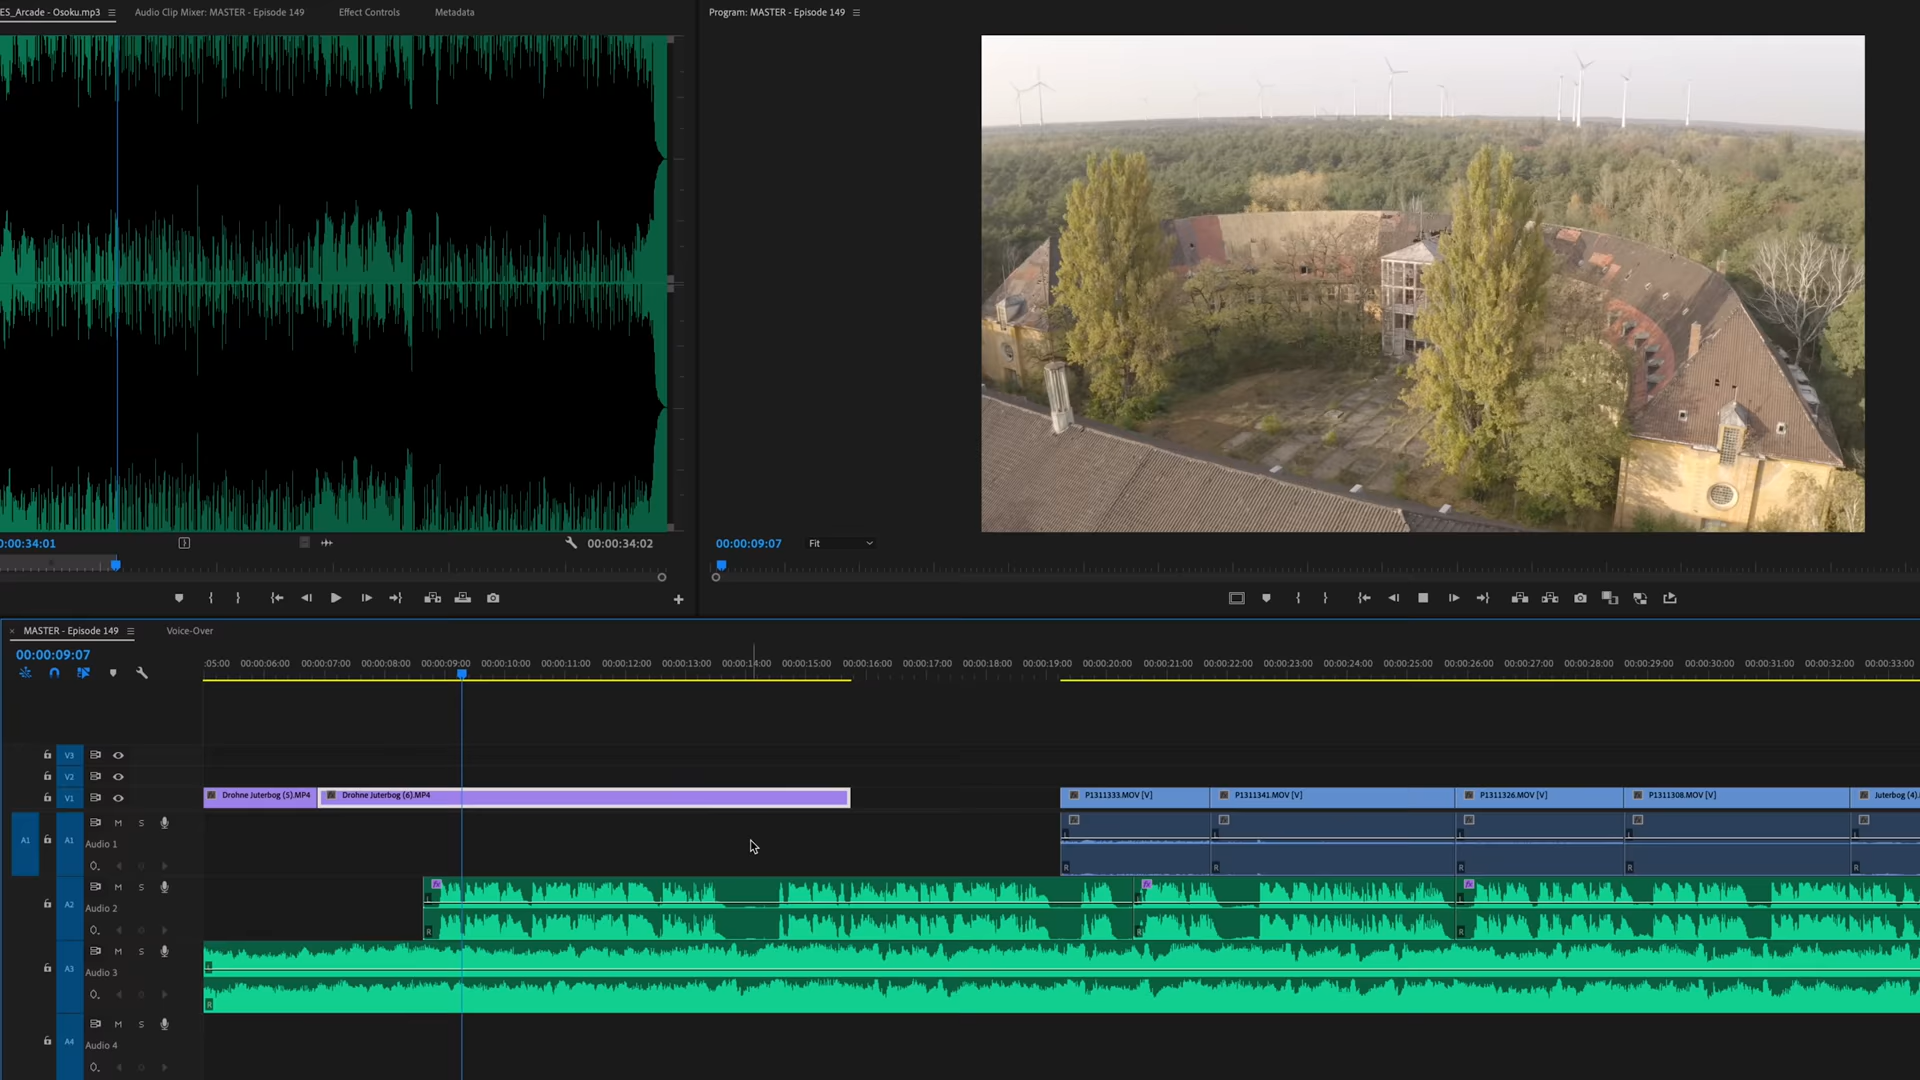 ES_Arcade - Osoku.mp3
Audio Clip Mixer: MASTER - Episode 149
Effect Controls
Metadata
Program: MASTER - Episode 149
0:00:34:01
00:00:34:02
00:00:09:07
Fit
× MASTER - Episode 149
Voice-Over
00:00:09:07
:05:00 00:00:06:00 00:00:07:00 00:00:08:00 00:00:09:00 00:00:10:00 00:00:11:00 00:00:12:00 00:00:13:00 00:00:14:00 00:00:15:00 00:00:16:00 00:00:17:00 00:00:18:00 00:00:19:00 00:00:20:00 00:00:21:00 00:00:22:00 00:00:23:00 00:00:24:00 00:00:25:00 00:00:26:00 00:00:27:00 00:00:28:00 00:00:29:00 00:00:30:00 00:00:31:00 00:00:32:00 00:00:33:00
V3
V2
V1
Drohne Juterbog (5).MP4
Drohne Juterbog (6).MP4
P1311333.MOV [V]
P1311341.MOV [V]
P1311326.MOV [V]
P1311308.MOV [V]
Juterbog (4).
M S
A1
A1
Audio 1
L L L L L
R R R R R
M S
A2
Audio 2
L L L
R R R
M S
A3
Audio 3
L
R
M S
A4
Audio 4